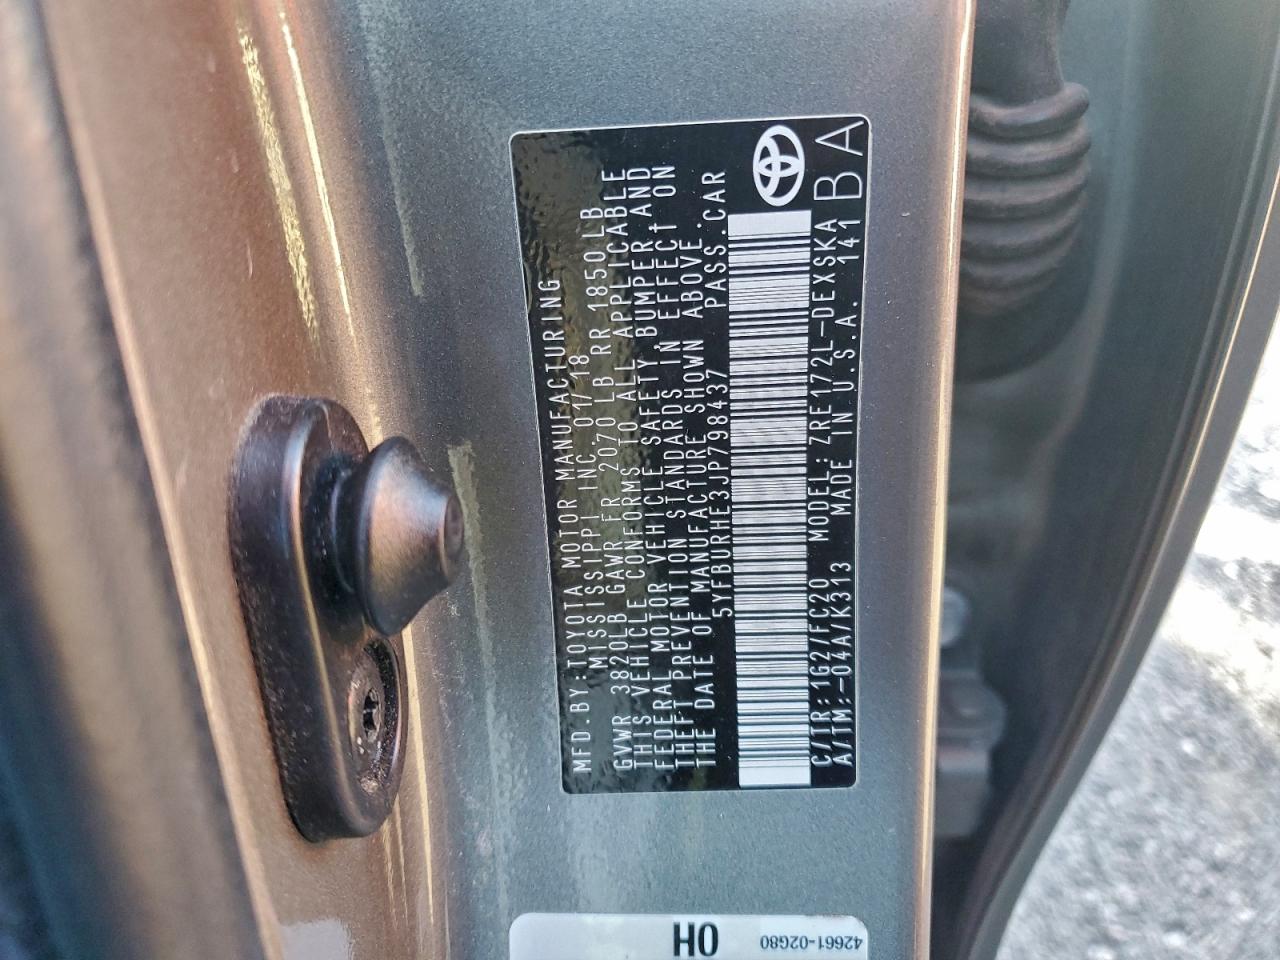 MFD.BY:TOYOTA MOTOR MANUFACTURING
MISSISSIPPI INC. 01/18
GVWR 3820LB GAWR FR 2070 LB RR 1850LB
THIS VEHICLE CONFORMS TO ALL APPLICABLE
FEDERAL MOTOR VEHICLE SAFETY, BUMPER, AND
THEFT PREVENTION STANDARDS IN EFFECT ON
THE DATE OF MANUFACTURE SHOWN ABOVE.
5YFBURHE3JP798437 PASS.CAR
C/TR:1G2/FC20 MODEL:ZRE172L-DEXSKA
A/TM:-04A/K313 MADE IN U.S.A. 141
BA
OH
42661-02G80